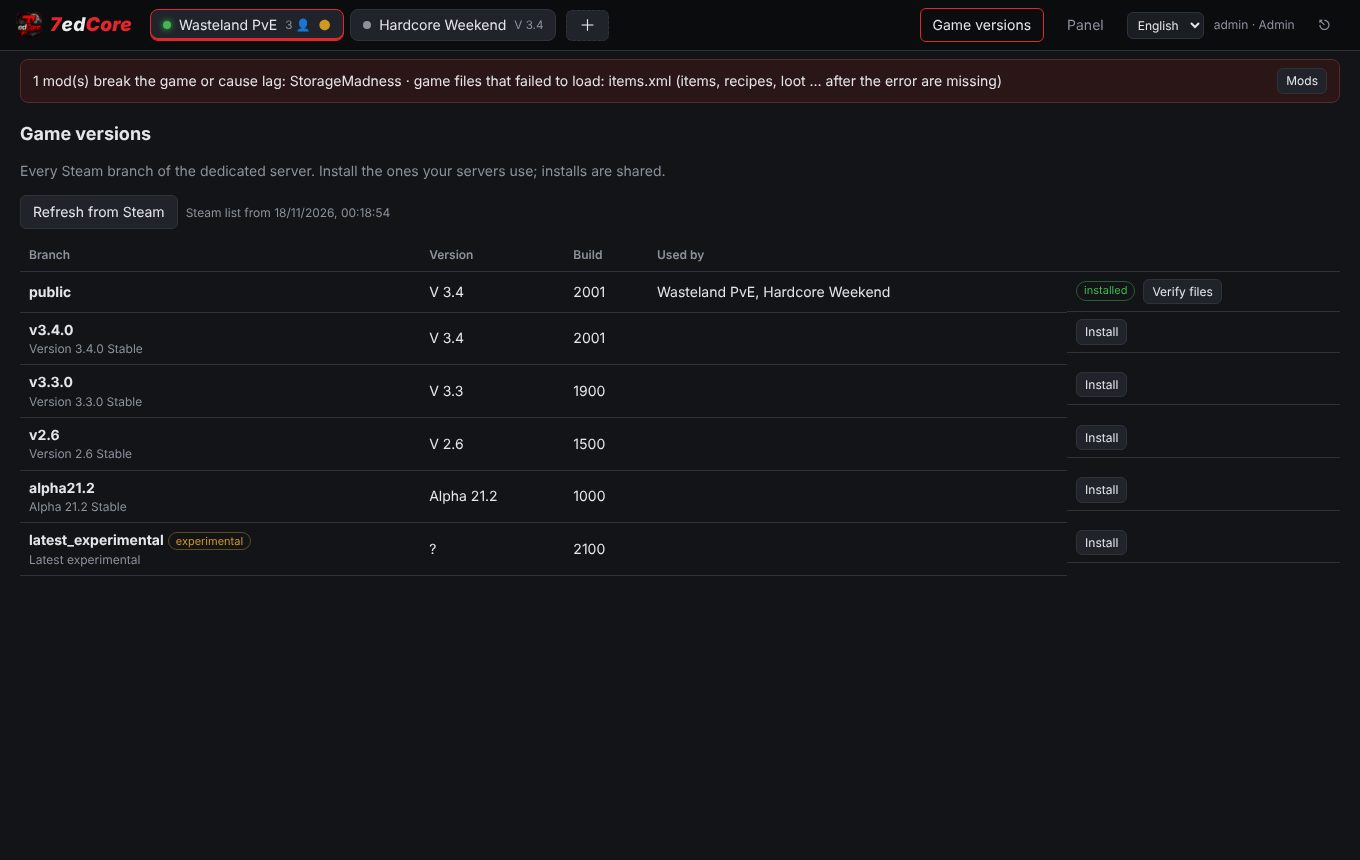 7edCore Wasteland PvE 3 Hardcore Weekend V 3.4 + Game versions Panel English admin · Admin
1 mod(s) break the game or cause lag: StorageMadness · game files that failed to load: items.xml (items, recipes, loot ... after the error are missing) Mods
Game versions
Every Steam branch of the dedicated server. Install the ones your servers use; installs are shared.
Refresh from Steam Steam list from 18/11/2026, 00:18:54
Branch Version Build Used by
public V 3.4 2001 Wasteland PvE, Hardcore Weekend installed Verify files
v3.4.0 V 3.4 2001 Install
Version 3.4.0 Stable
v3.3.0 V 3.3 1900 Install
Version 3.3.0 Stable
v2.6 V 2.6 1500 Install
Version 2.6 Stable
alpha21.2 Alpha 21.2 1000 Install
Alpha 21.2 Stable
latest_experimental experimental ? 2100 Install
Latest experimental